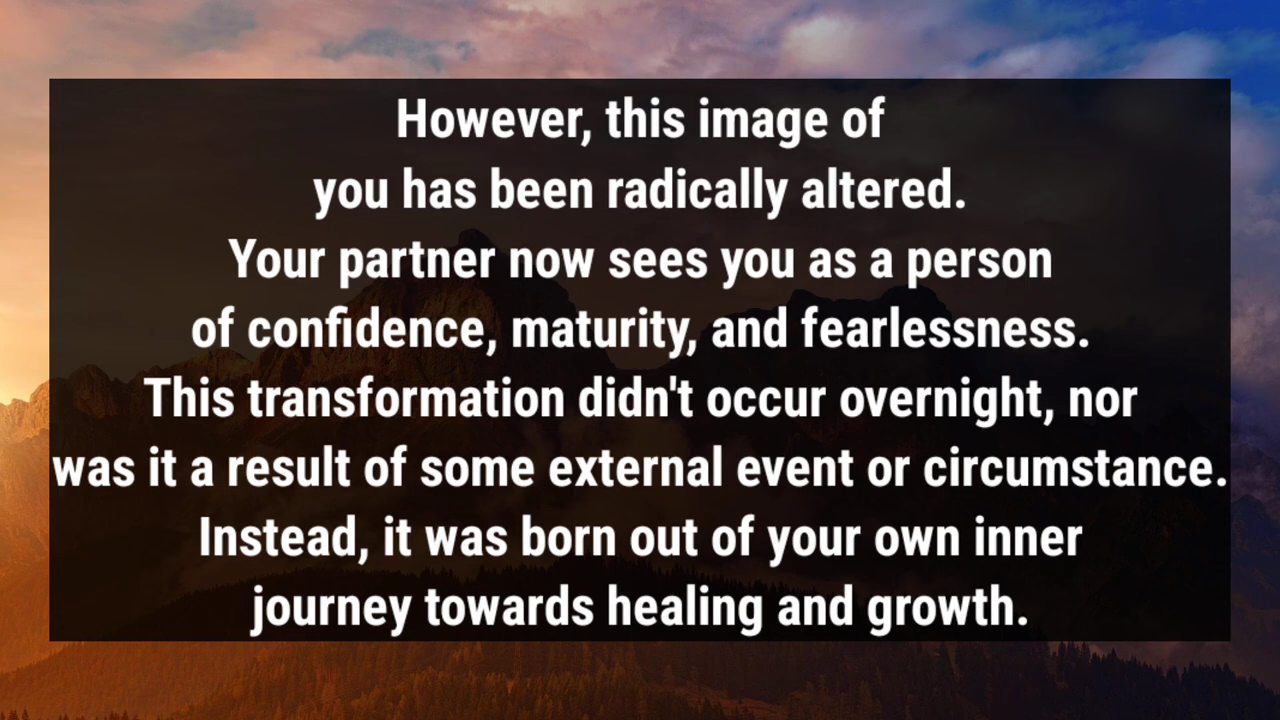 However, this image of
you has been radically altered.
Your partner now sees you as a person
of confidence, maturity, and fearlessness.
This transformation didn't occur overnight, nor
was it a result of some external event or circumstance.
Instead, it was born out of your own inner
journey towards healing and growth.